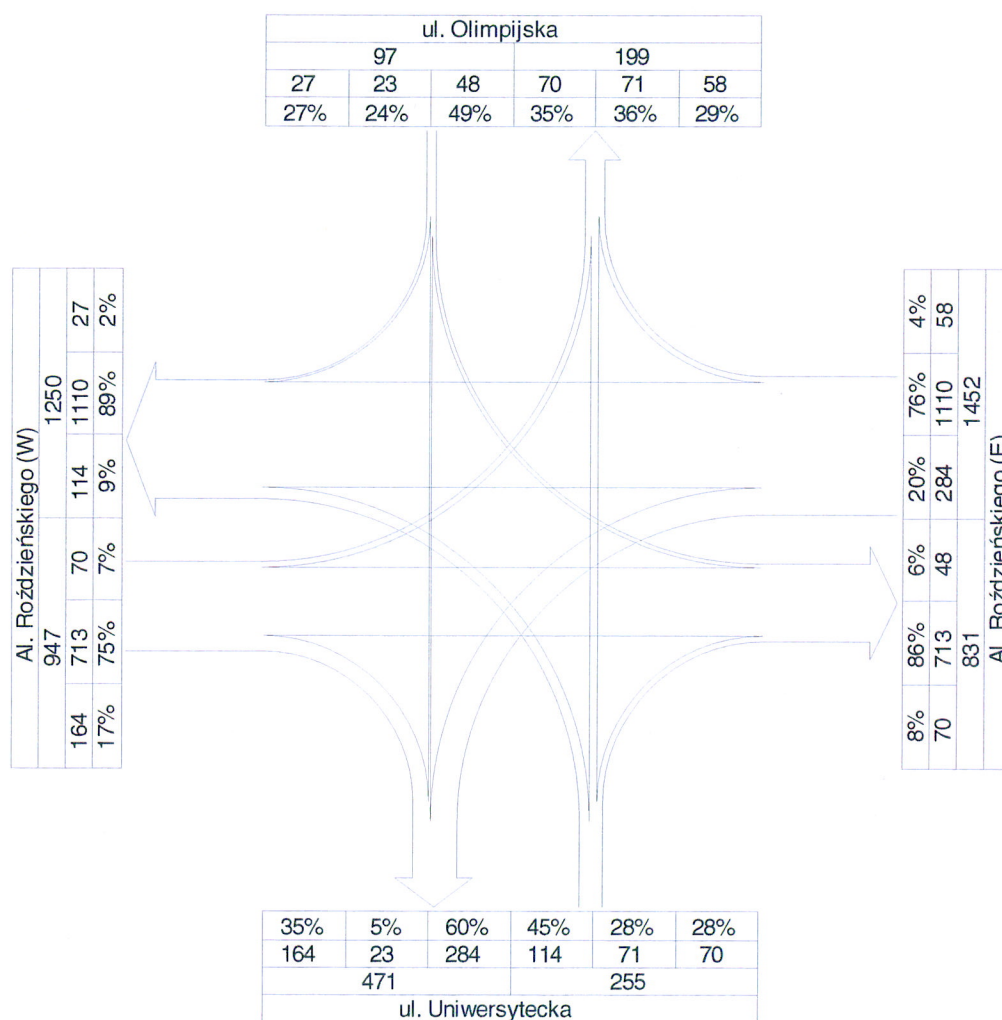 ul. Olimpijska
97 199
27 23 48 70 71 58
27% 24% 49% 35% 36% 29%
Al. Roździeńskiego (W)
947 1250
164 713 70 114 1110 27
17% 75% 7% 9% 89% 2%
8% 86% 6% 20% 76% 4%
70 713 48 284 1110 58
831 1452
Al. Roździeńskiego (E)
35% 5% 60% 45% 28% 28%
164 23 284 114 71 70
471 255
ul. Uniwersytecka